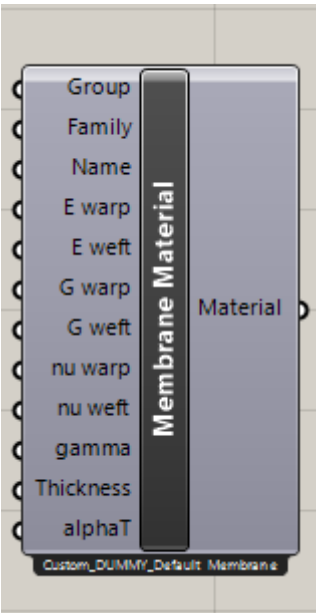 Group
Family
Name
E warp
E weft
G warp
G weft
nu warp
nu weft
gamma
Thickness
alphaT
Membrane Material
Material
Custom_DUMMY_Default Membrane